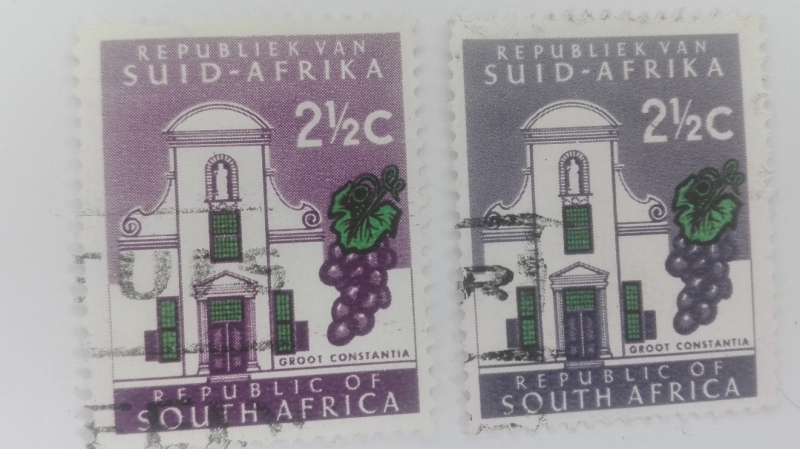 REPUBLIEK VAN
SUID-AFRIKA
2½C
GROOT CONSTANTIA
REPUBLIC OF
SOUTH AFRICA
REPUBLIEK VAN
SUID-AFRIKA
2½C
GROOT CONSTANTIA
REPUBLIC OF
SOUTH AFRICA